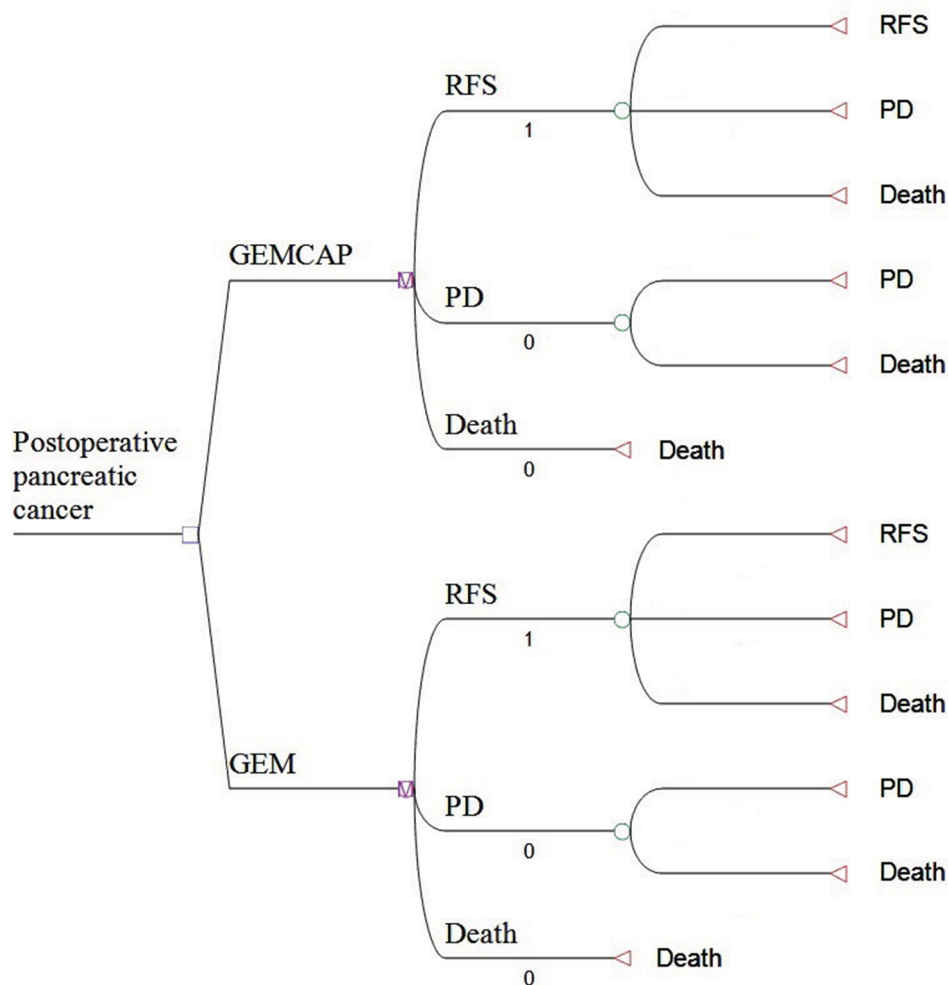 RFS
RFS
1
PD
Death
GEMCAP
PD
PD
0
Death
Death
0
Death
Postoperative
pancreatic
cancer
RFS
RFS
1
PD
Death
GEM
PD
PD
0
Death
Death
0
Death